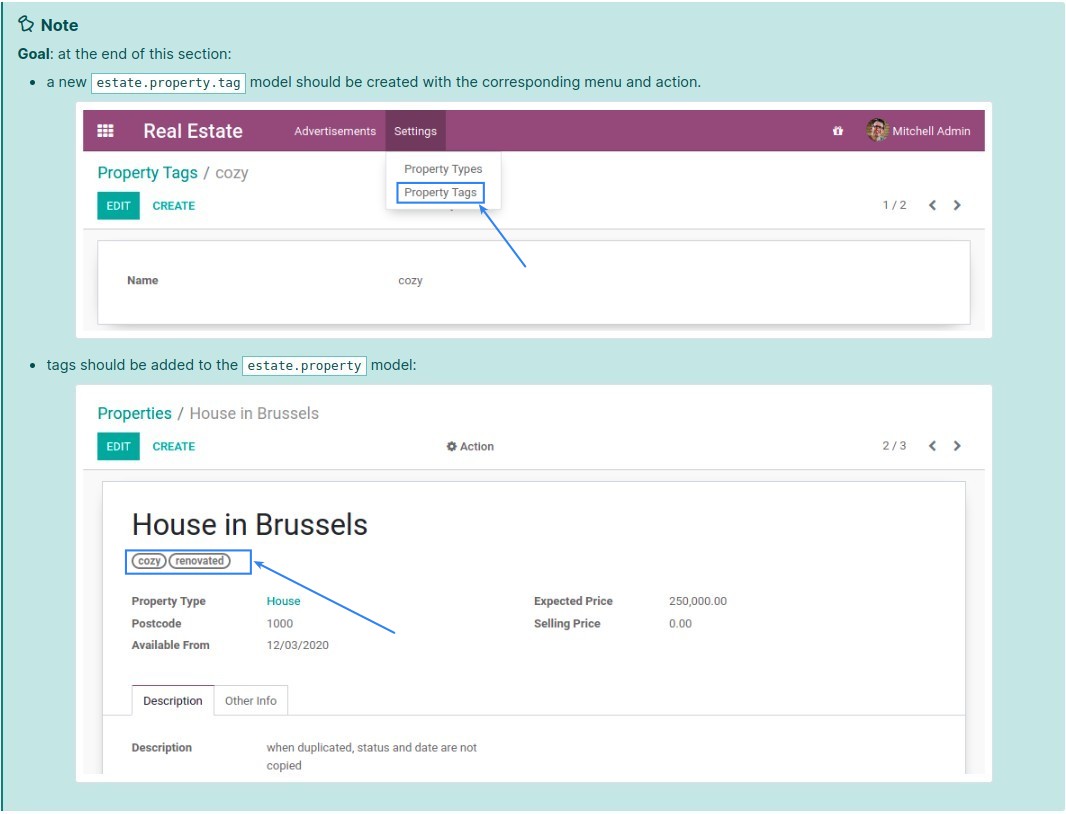 Note
Goal: at the end of this section:
• a new estate.property.tag model should be created with the corresponding menu and action.
Real Estate Advertisements Settings Mitchell Admin
Property Tags / cozy
Property Types
Property Tags
EDIT CREATE 1 / 2
Name cozy
• tags should be added to the estate.property model:
Properties / House in Brussels
EDIT CREATE Action 2 / 3
House in Brussels
cozy renovated
Property Type House Expected Price 250,000.00
Postcode 1000 Selling Price 0.00
Available From 12/03/2020
Description Other Info
Description when duplicated, status and date are not
copied